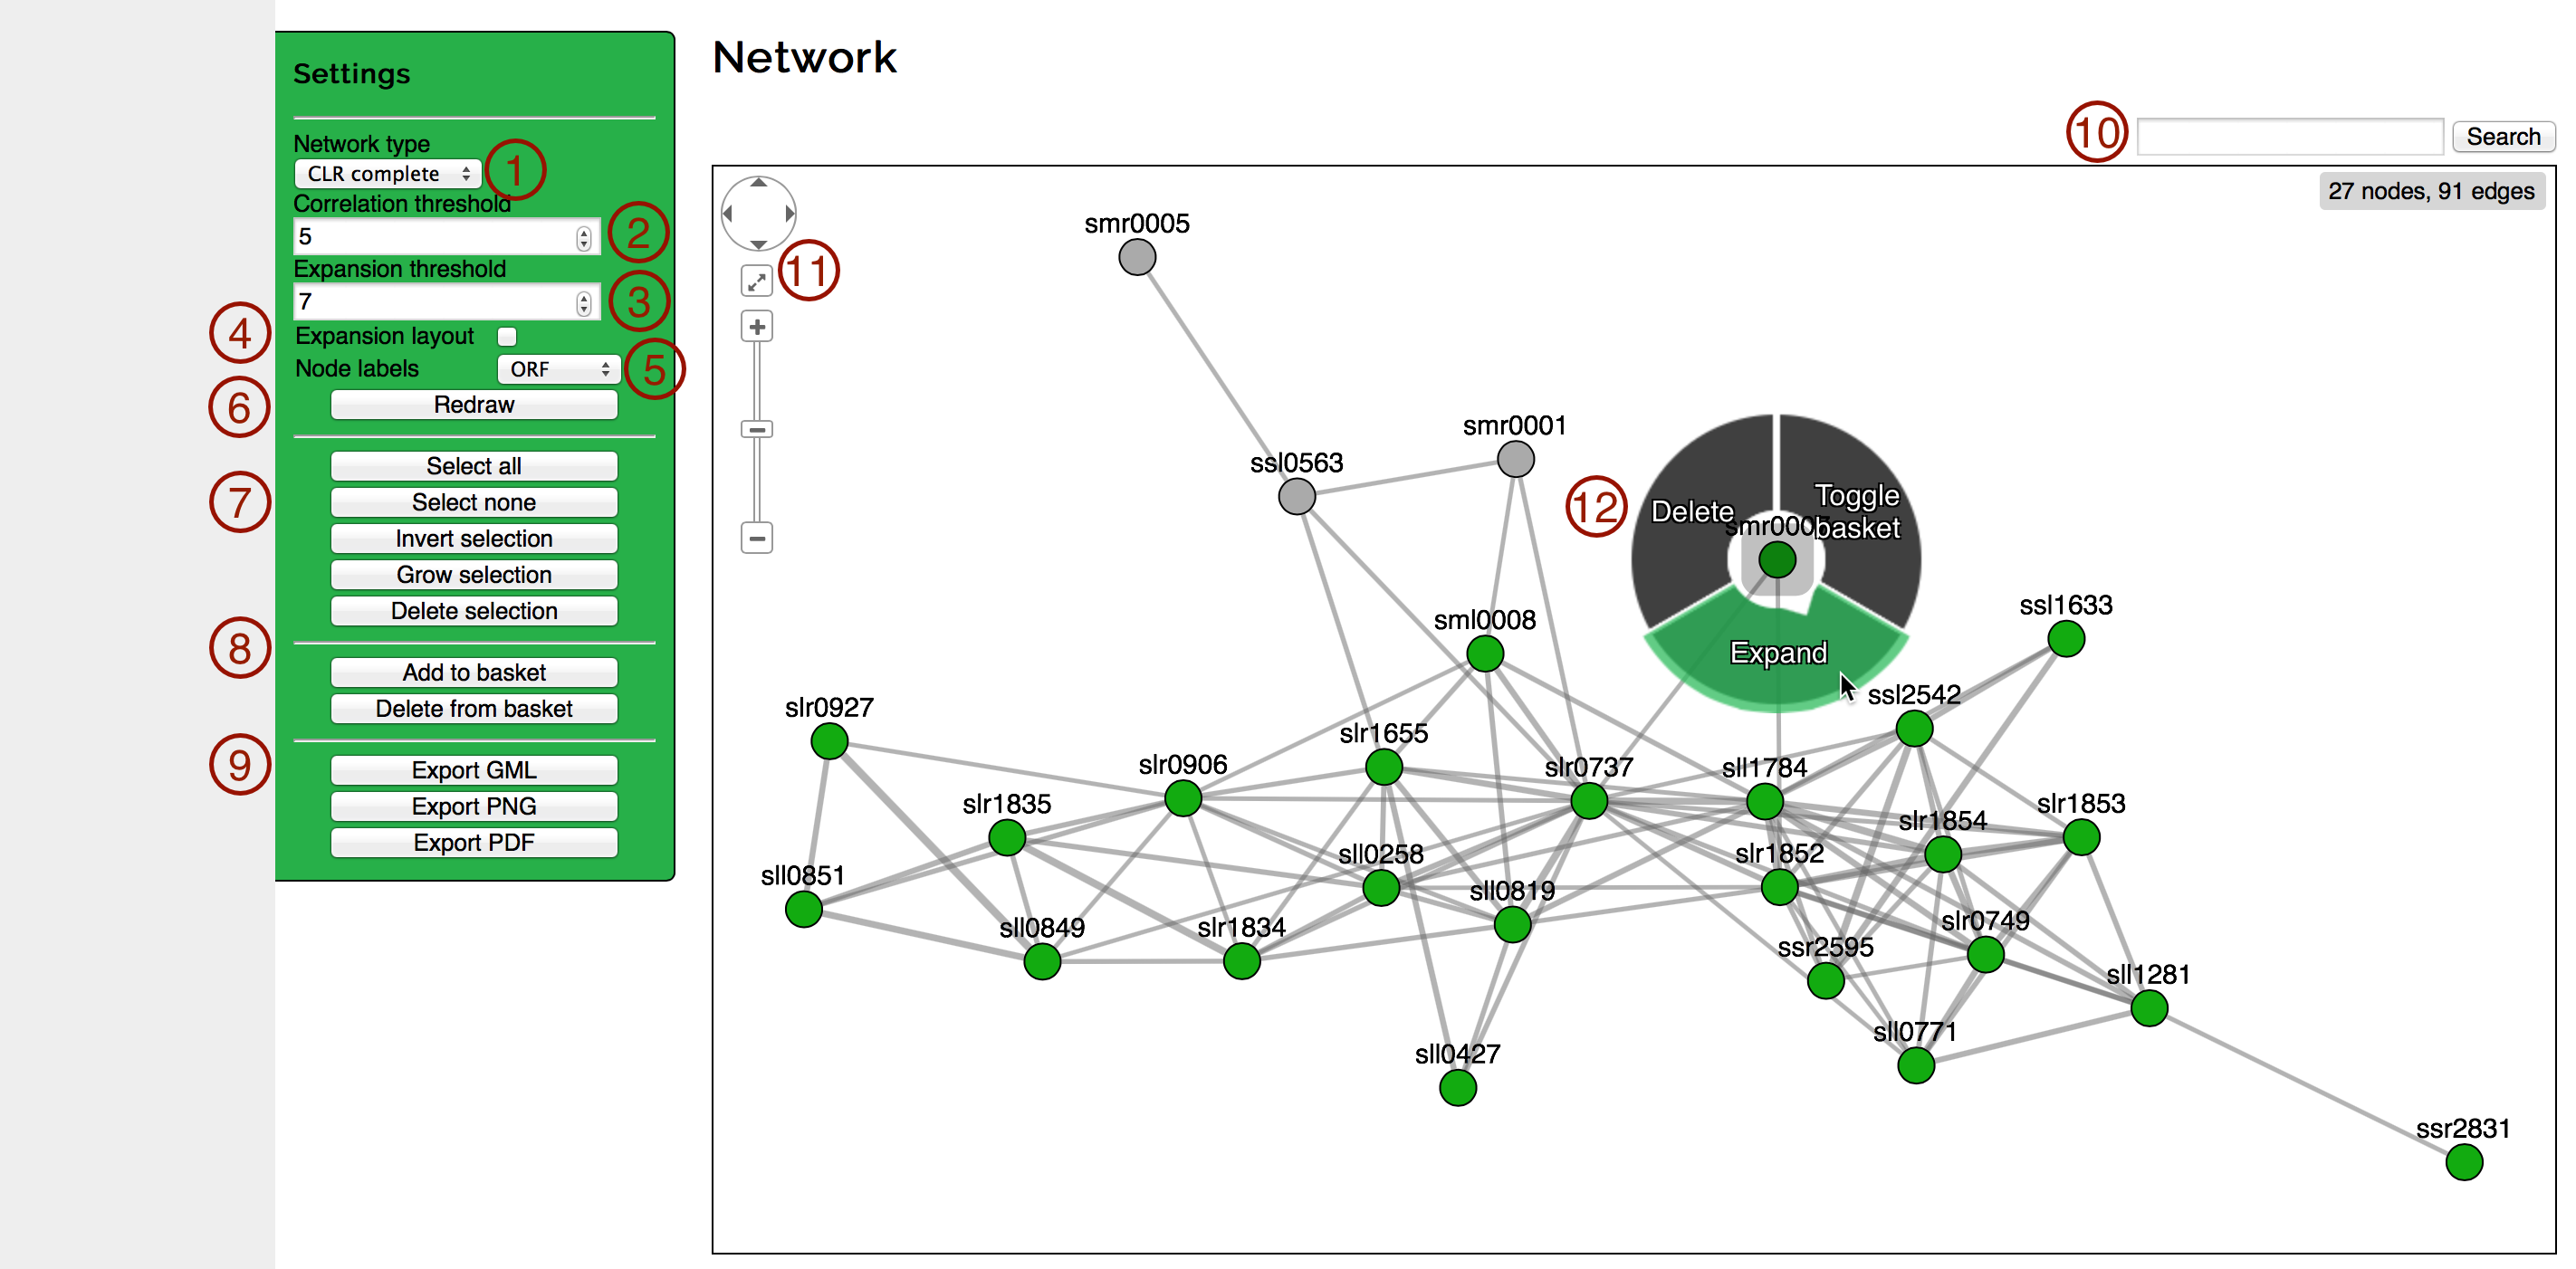 Settings
Network type
CLR complete
1
Correlation threshold
5
2
Expansion threshold
7
3
4
Expansion layout
Node labels
ORF
5
6
Redraw
Select all
7
Select none
Invert selection
Grow selection
Delete selection
8
Add to basket
Delete from basket
9
Export GML
Export PNG
Export PDF
Network
10
Search
27 nodes, 91 edges
11
smr0005
smr0001
ssl0563
12
Delete
Toggle
basket
Expand
ssl1633
sml0008
ssl2542
slr0927
slr1655
slr0906
slr0737
sll1784
slr1835
slr1853
slr1854
sll0258
slr1852
sll0851
sll0819
sll0849
slr1834
slr0749
ssr2595
sll1281
sll0771
sll0427
ssr2831